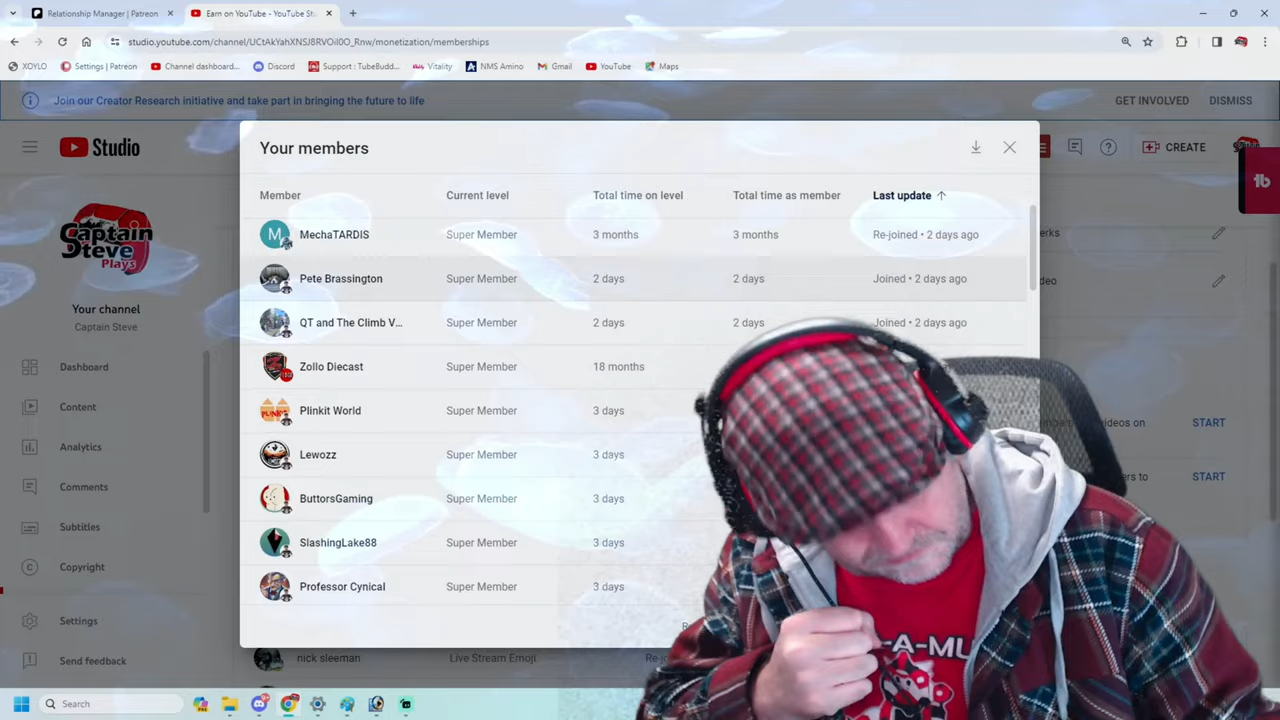 Relationship Manager | Patreon
Earn on YouTube - YouTube St
studio.youtube.com/channel/UCtAkYahXNSJ8RVOil0O_Rnw/monetization/memberships
XOYLO Settings | Patreon Channel dashboard... Discord Support : TubeBudd... Vitality NMS Amino Gmail YouTube Maps
Join our Creator Research initiative and take part in bringing the future to life GET INVOLVED DISMISS
Studio CREATE
Your members
Member Current level Total time on level Total time as member Last update
MechaTARDIS Super Member 3 months 3 months Re-joined • 2 days ago
Pete Brassington Super Member 2 days 2 days Joined • 2 days ago
QT and The Climb V... Super Member 2 days 2 days Joined • 2 days ago
Zollo Diecast Super Member 18 months
Plinkit World Super Member 3 days
Lewozz Super Member 3 days
ButtorsGaming Super Member 3 days
SlashingLake88 Super Member 3 days
Professor Cynical Super Member 3 days
nick sleeman Live Stream Emoji Re-jo
Captain
Steve
Plays
Your channel
Captain Steve
Dashboard
Content
Analytics
Comments
Subtitles
Copyright
Settings
Send feedback
START
START
Search